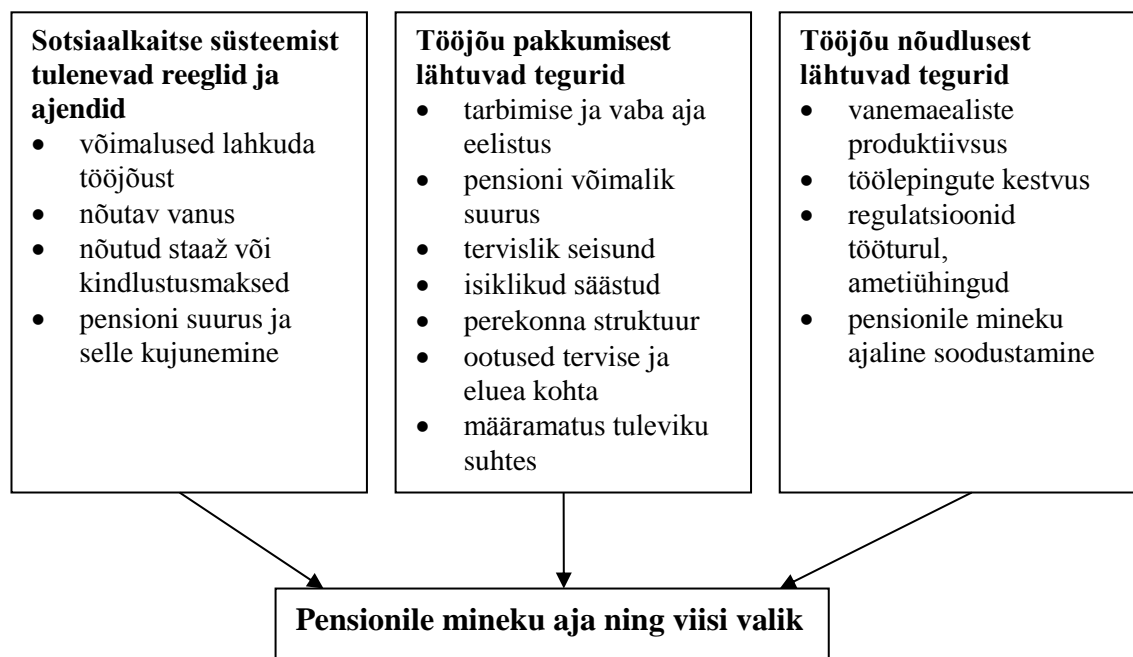 Sotsiaalkaitse süsteemist
tulenevad reeglid ja
ajendid
• võimalused lahkuda
tööjõust
• nõutav vanus
• nõutud staaž või
kindlustusmaksed
• pensioni suurus ja
selle kujunemine
Tööjõu pakkumisest
lähtuvad tegurid
• tarbimise ja vaba aja
eelistus
• pensioni võimalik
suurus
• tervislik seisund
• isiklikud säästud
• perekonna struktuur
• ootused tervise ja
eluea kohta
• määramatus tuleviku
suhtes
Tööjõu nõudlusest
lähtuvad tegurid
• vanemaealiste
produktiivsus
• töölepingute kestvus
• regulatsioonid
tööturul,
ametiühingud
• pensionile mineku
ajaline soodustamine
Pensionile mineku aja ning viisi valik